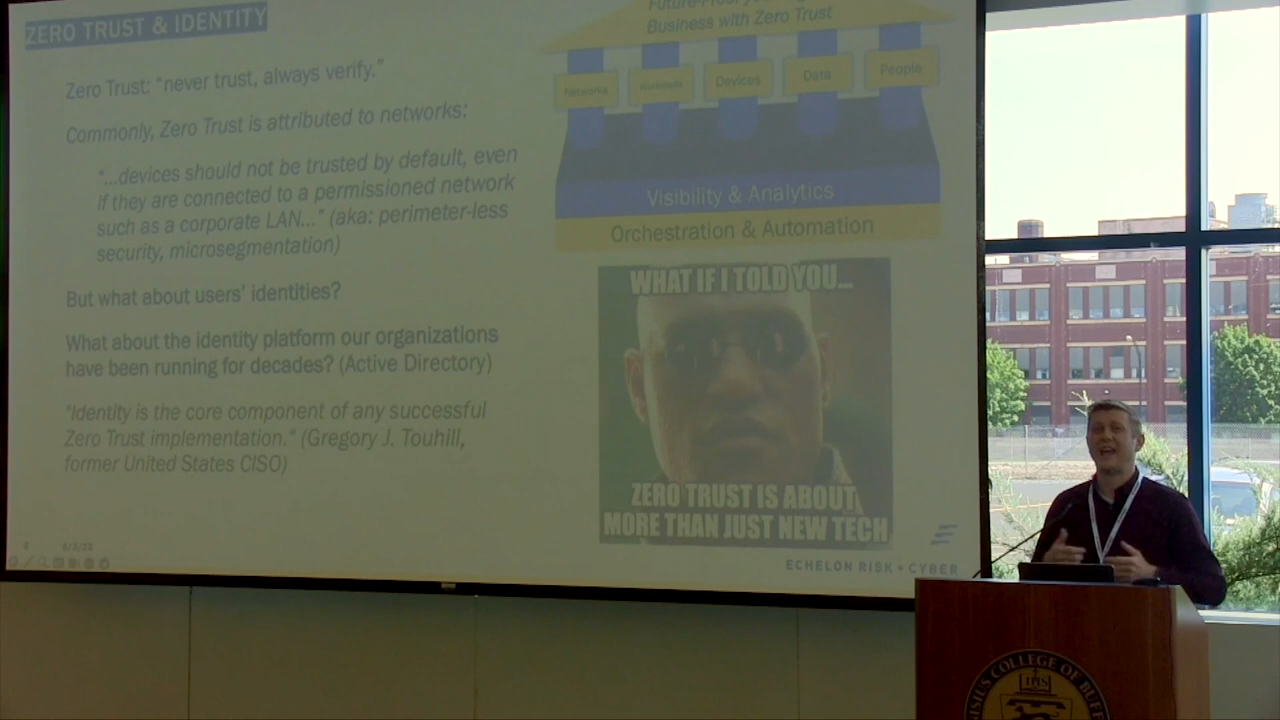 ZERO TRUST & IDENTITY
Zero Trust: “never trust, always verify.”
Commonly, Zero Trust is attributed to networks:
“...devices should not be trusted by default, even
if they are connected to a permissioned network
such as a corporate LAN...” (aka: perimeter-less
security, microsegmentation)
But what about users’ identities?
What about the identity platform our organizations
have been running for decades? (Active Directory)
“Identity is the core component of any successful
Zero Trust implementation.” (Gregory J. Touhill,
former United States CISO)
Business with Zero Trust
Networks
Workloads
Devices
Data
People
Visibility & Analytics
Orchestration & Automation
WHAT IF I TOLD YOU...
ZERO TRUST IS ABOUT
MORE THAN JUST NEW TECH
ECHELON RISK + CYBER
COLLEGE OF
IHS